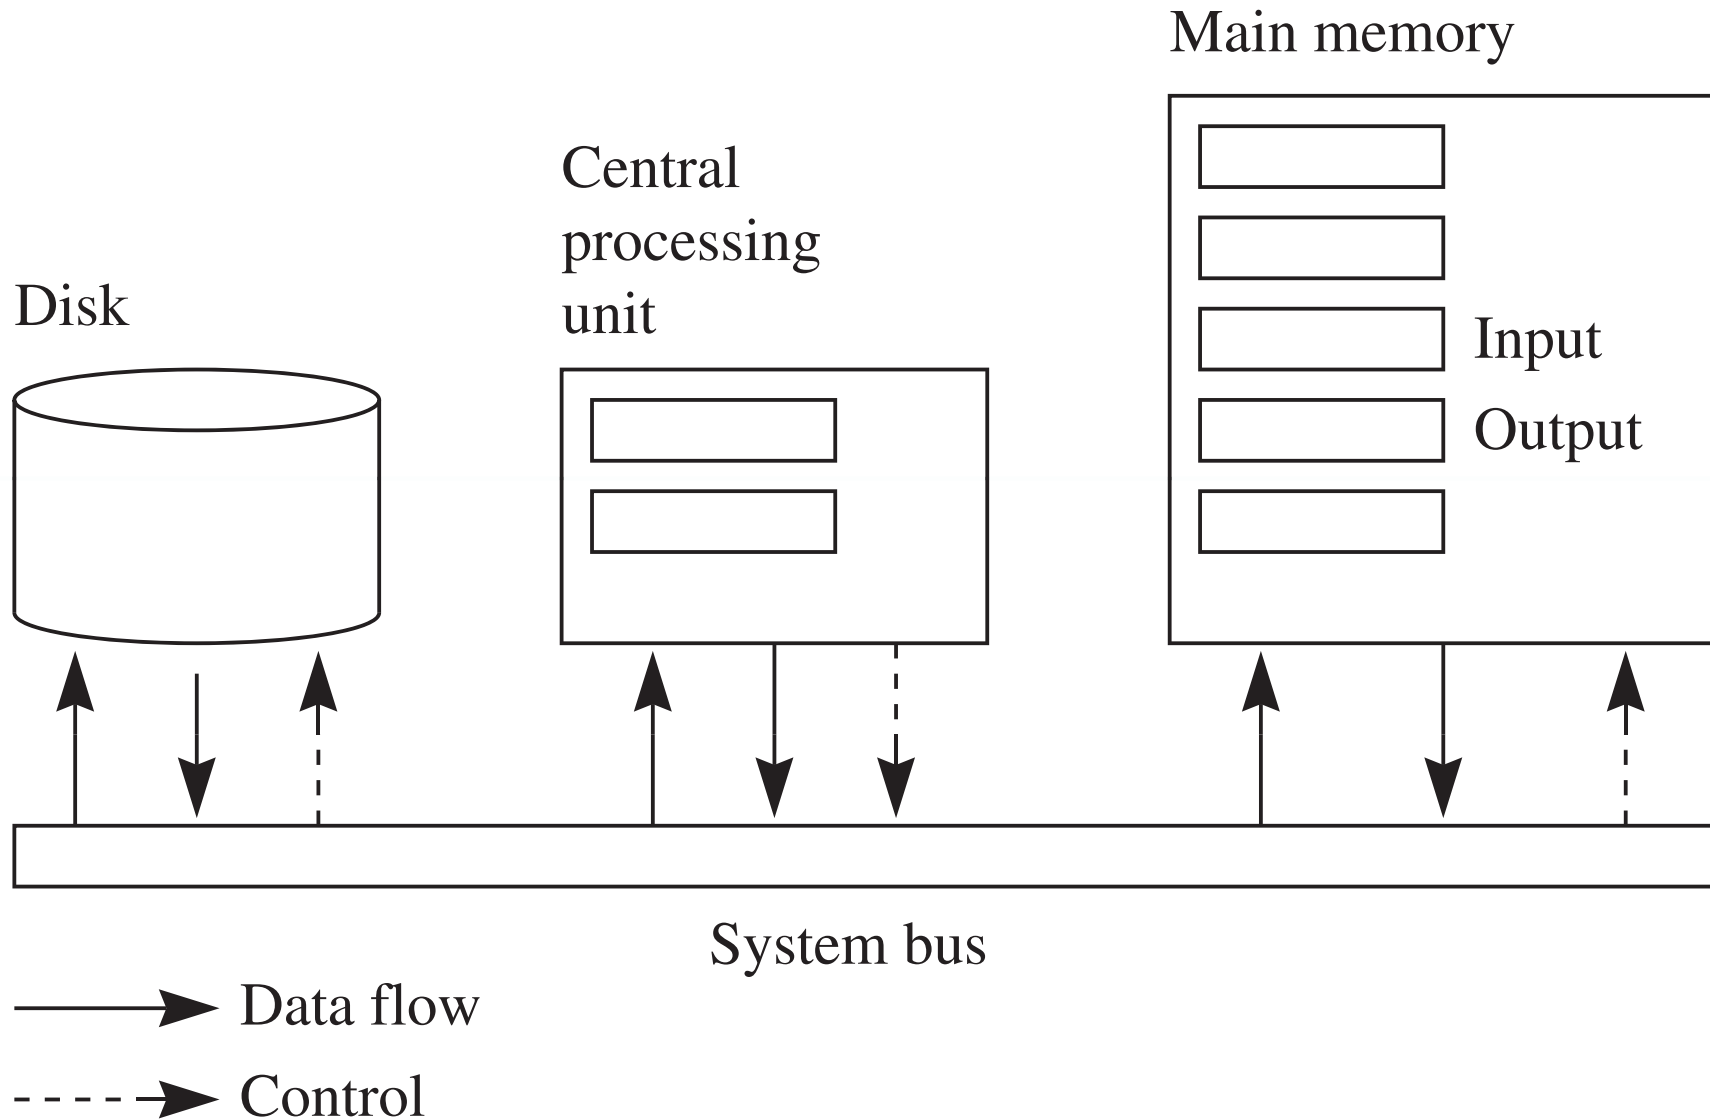 Main memory
Central
processing
unit
Disk
Input
Output
System bus
Data flow
Control